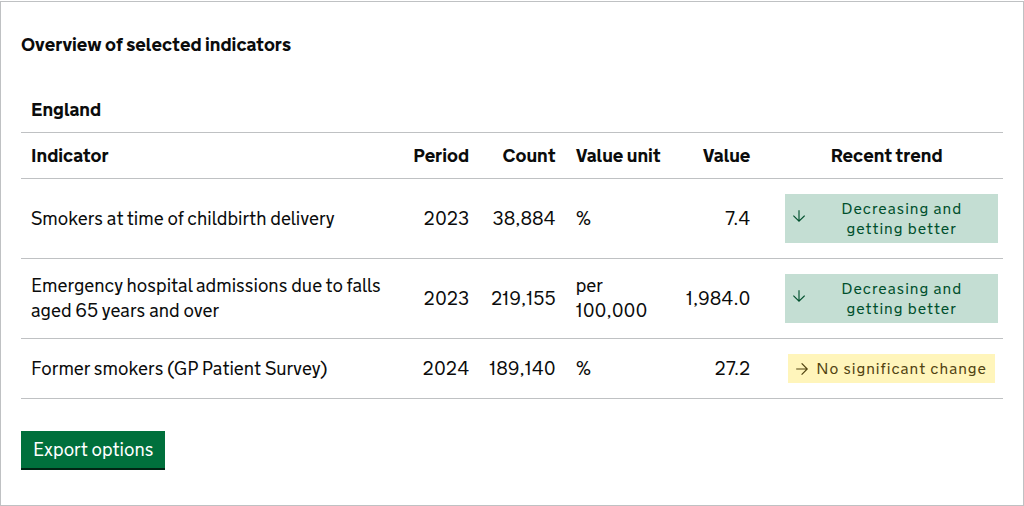 Overview of selected indicators
England
Indicator Period Count Value unit Value Recent trend
Smokers at time of childbirth delivery 2023 38,884 % 7.4 ↓ Decreasing and
getting better
Emergency hospital admissions due to falls
aged 65 years and over 2023 219,155 per
100,000 1,984.0 ↓ Decreasing and
getting better
Former smokers (GP Patient Survey) 2024 189,140 % 27.2 → No significant change
Export options